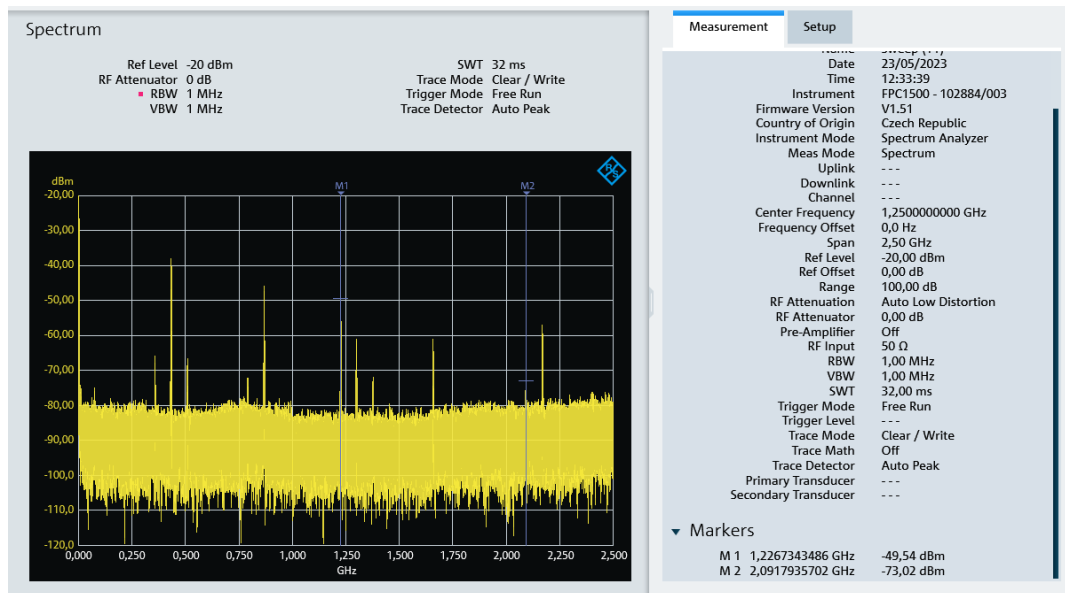 Spectrum
Ref Level -20 dBm
RF Attenuator 0 dB
RBW 1 MHz
VBW 1 MHz
SWT 32 ms
Trace Mode Clear / Write
Trigger Mode Free Run
Trace Detector Auto Peak
dBm
M1
M2
-20,00
-30,00
-40,00
-50,00
-60,00
-70,00
-80,00
-90,00
-100,0
-110,0
-120,0
0,000 0,250 0,500 0,750 1,000 1,250 1,500 1,750 2,000 2,250 2,500
GHz
Measurement
Setup
Date 23/05/2023
Time 12:33:39
Instrument FPC1500 - 102884/003
Firmware Version V1.51
Country of Origin Czech Republic
Instrument Mode Spectrum Analyzer
Meas Mode Spectrum
Uplink - - -
Downlink - - -
Channel - - -
Center Frequency 1,2500000000 GHz
Frequency Offset 0,0 Hz
Span 2,50 GHz
Ref Level -20,00 dBm
Ref Offset 0,00 dB
Range 100,00 dB
RF Attenuation Auto Low Distortion
RF Attenuator 0,00 dB
Pre-Amplifier Off
RF Input 50 Ω
RBW 1,00 MHz
VBW 1,00 MHz
SWT 32,00 ms
Trigger Mode Free Run
Trigger Level - - -
Trace Mode Clear / Write
Trace Math Off
Trace Detector Auto Peak
Primary Transducer - - -
Secondary Transducer - - -
Markers
M 1 1,2267343486 GHz -49,54 dBm
M 2 2,0917935702 GHz -73,02 dBm